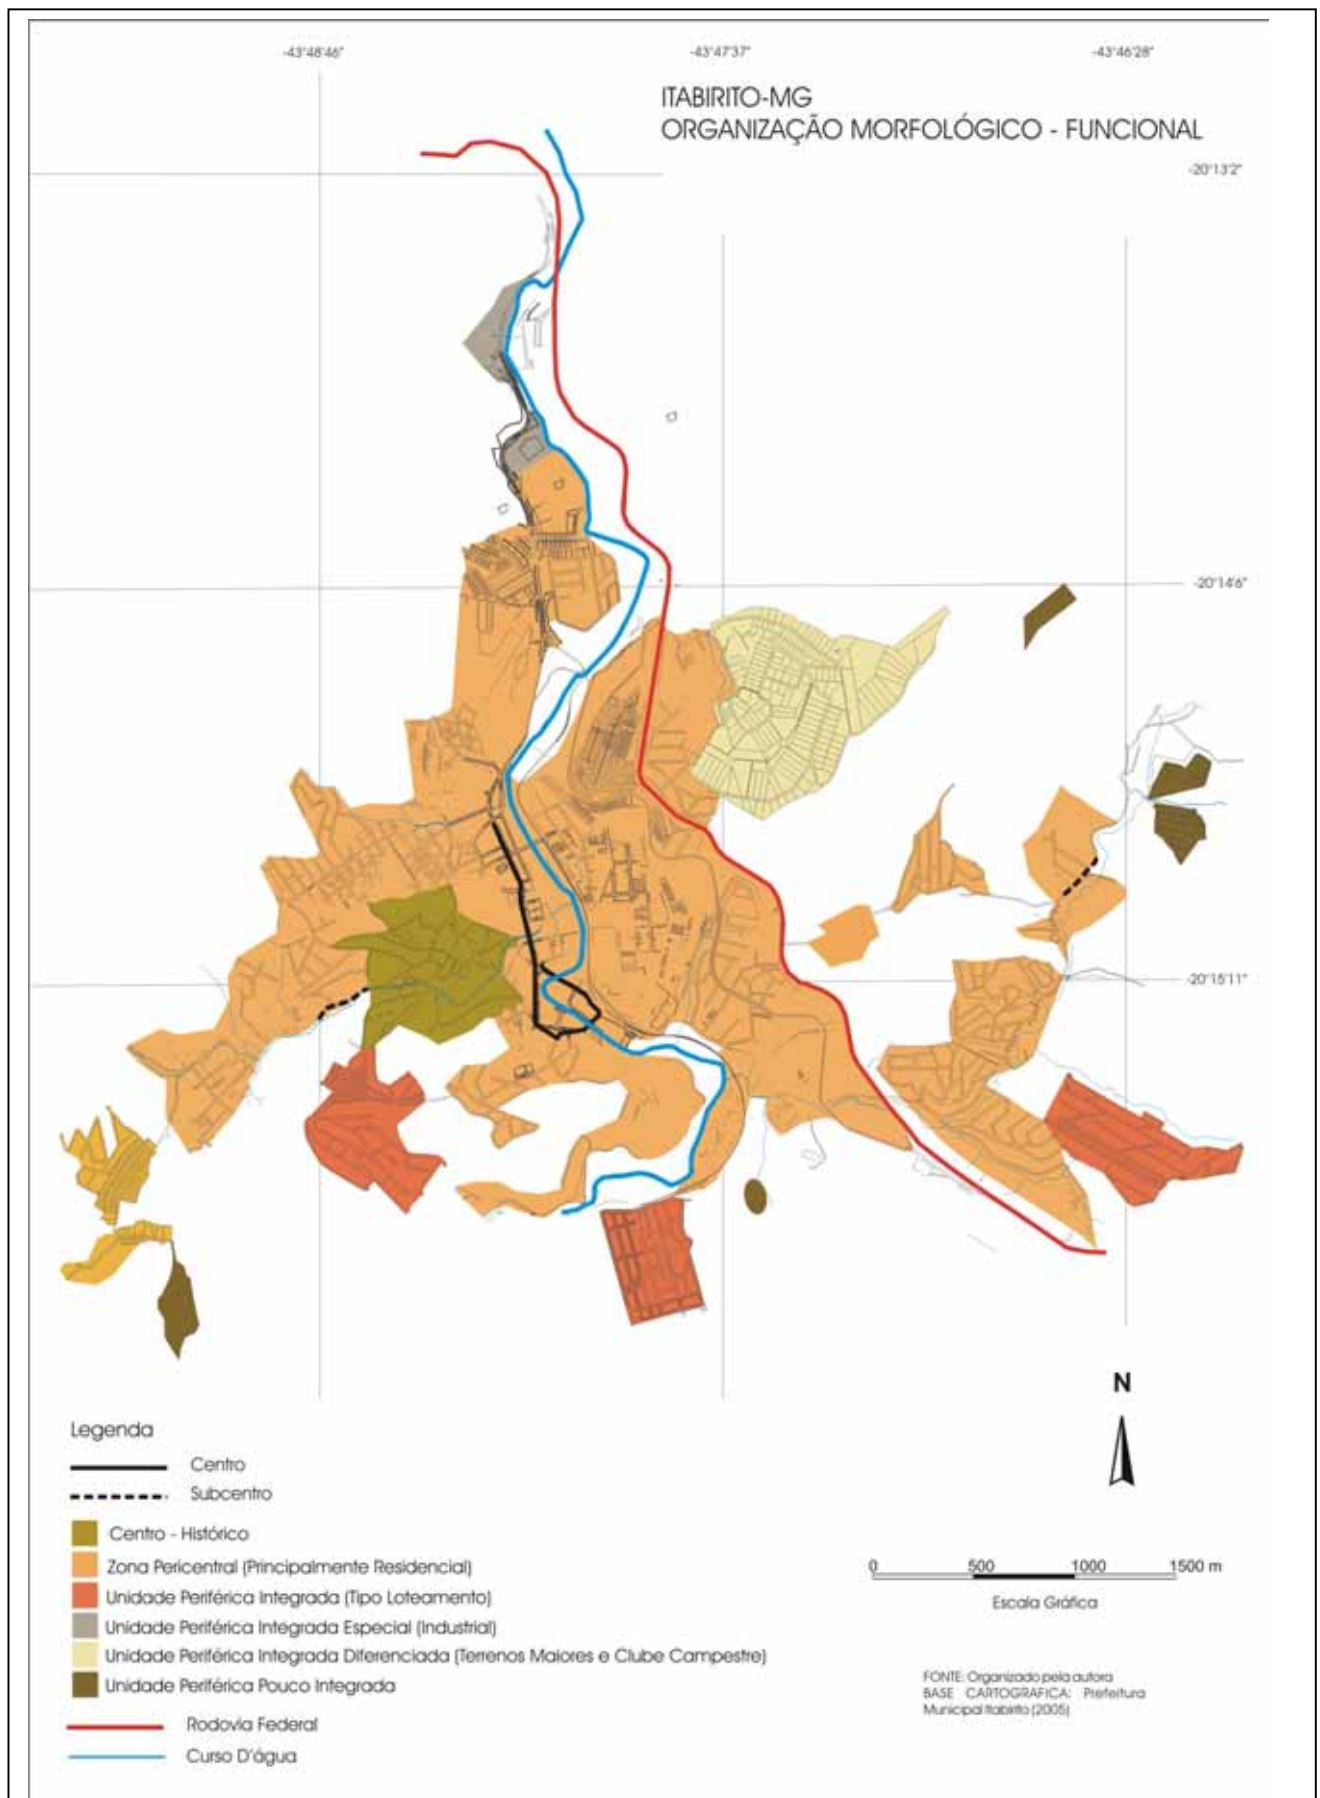 -43°48'46"
-43°47'37"
-43°46'28"
ITABIRITO-MG
ORGANIZAÇÃO MORFOLÓGICO - FUNCIONAL
-20°13'2"
-20°14'6"
-20°15'11"
N
Legenda
Centro
Subcentro
Centro - Histórico
Zona Pericentral (Principalmente Residencial)
Unidade Periférica Integrada (Tipo Loteamento)
Unidade Periférica Integrada Especial (Industrial)
Unidade Periférica Integrada Diferenciada (Terrenos Maiores e Clube Campestre)
Unidade Periférica Pouco Integrada
Rodovia Federal
Curso D'água
0 500 1000 1500 m
Escala Gráfica
FONTE: Organizado pela autora
BASE CARTOGRAFICA: Prefeitura
Municipal Itabirito (2005)